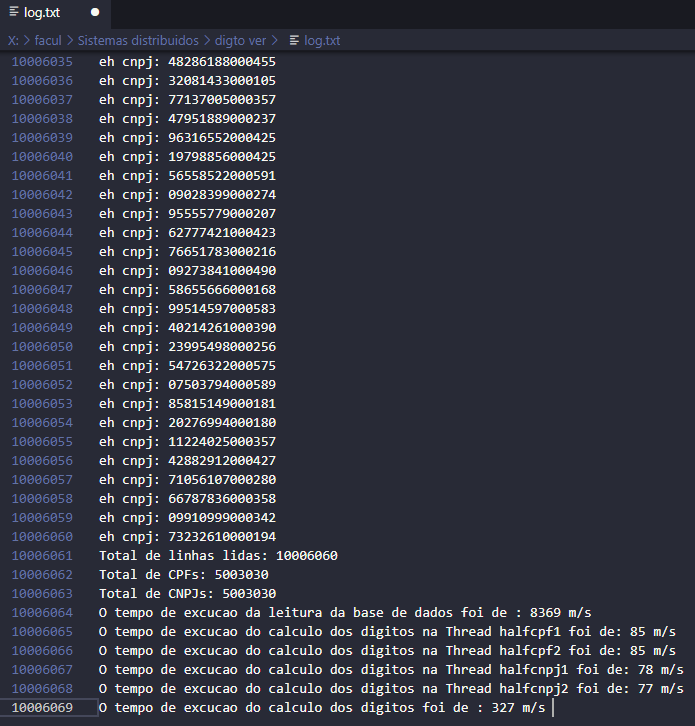 log.txt
X: > facul > Sistemas distribuidos > digto ver > log.txt
10006035 eh cnpj: 48286188000455
10006036 eh cnpj: 32081433000105
10006037 eh cnpj: 77137005000357
10006038 eh cnpj: 47951889000237
10006039 eh cnpj: 96316552000425
10006040 eh cnpj: 19798856000425
10006041 eh cnpj: 56558522000591
10006042 eh cnpj: 09028399000274
10006043 eh cnpj: 95555779000207
10006044 eh cnpj: 62777421000423
10006045 eh cnpj: 76651783000216
10006046 eh cnpj: 09273841000490
10006047 eh cnpj: 58655666000168
10006048 eh cnpj: 99514597000583
10006049 eh cnpj: 40214261000390
10006050 eh cnpj: 23995498000256
10006051 eh cnpj: 54726322000575
10006052 eh cnpj: 07503794000589
10006053 eh cnpj: 85815149000181
10006054 eh cnpj: 20276994000180
10006055 eh cnpj: 11224025000357
10006056 eh cnpj: 42882912000427
10006057 eh cnpj: 71056107000280
10006058 eh cnpj: 66787836000358
10006059 eh cnpj: 09910999000342
10006060 eh cnpj: 73232610000194
10006061 Total de linhas lidas: 10006060
10006062 Total de CPFs: 5003030
10006063 Total de CNPJs: 5003030
10006064 O tempo de excucao da leitura da base de dados foi de : 8369 m/s
10006065 O tempo de excucao do calculo dos digitos na Thread halfcpf1 foi de: 85 m/s
10006066 O tempo de excucao do calculo dos digitos na Thread halfcpf2 foi de: 85 m/s
10006067 O tempo de excucao do calculo dos digitos na Thread halfcnpj1 foi de: 78 m/s
10006068 O tempo de excucao do calculo dos digitos na Thread halfcnpj2 foi de: 77 m/s
10006069 O tempo de excucao do calculo dos digitos foi de : 327 m/s